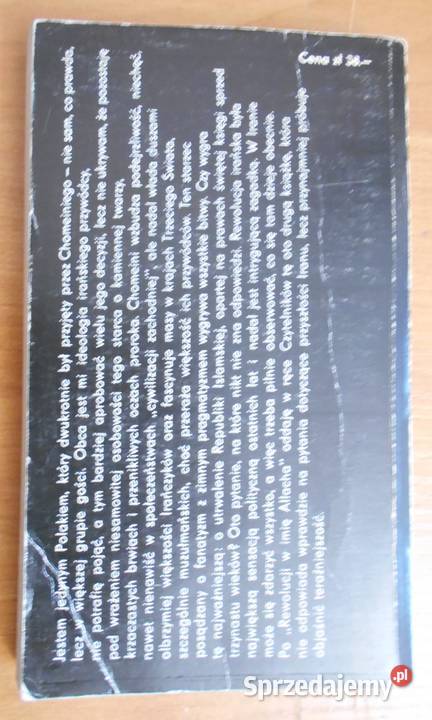 Cena zł 38.–
Jestem jedynym Polakiem, który dwukrotnie był przyjęty przez Chomeiniego – nie sam, co prawda,
lecz w większej grupie gości. Obca jest mi ideologia irańskiego przywódcy,
nie potrafię pojąć, a tym bardziej aprobować wielu jego decyzji, lecz nie ukrywam, że pozostaję
pod wrażeniem niesamowitej osobowości tego starca o kamiennej twarzy,
krzaczastych brwiach i przenikliwych oczach proroka. Chomeini wzbudza podejrzliwość, niechęć,
nawet nienawiść w społeczeństwach „cywilizacji zachodniej", ale nadal włada duszami
olbrzymiej większości Irańczyków oraz fascynuje masy w krajach Trzeciego Świata,
szczególnie muzułmańskich, choć przeraża większość ich przywódców. Ten starzec
posądzany o fanatyzm z zimnym pragmatyzmem wygrywa wszystkie bitwy. Czy wygra
tę najważniejszą: o utrwalenie Republiki Islamskiej, opartej na prawach świętej księgi sprzed
trzynastu wieków? Oto pytanie, na które nikt nie zna odpowiedzi. Rewolucja irańska była
największą sensacją polityczną ostatnich lat i nadal jest intrygującą zagadką. W Iranie
może się zdarzyć wszystko, a więc trzeba pilnie obserwować, co się tam dzieje obecnie.
Po „Rewolucji w imię Allacha" oddaję w ręce Czytelników tę oto drugą książkę, która
nie odpowiada wprawdzie na pytania dotyczące przyszłości Iranu, lecz przynajmniej próbuje
objaśnić teraźniejszość.
Sprzedajemy.pl